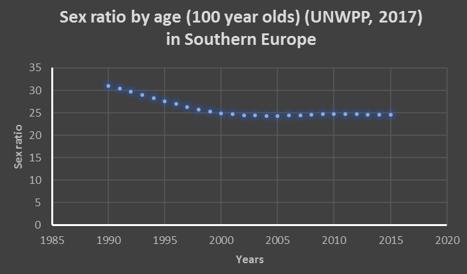 Sex ratio by age (100 year olds) (UNWPP, 2017)
in Southern Europe
35
30
25
20
15
10
5
0
Sex ratio
1985 1990 1995 2000 2005 2010 2015 2020
Years